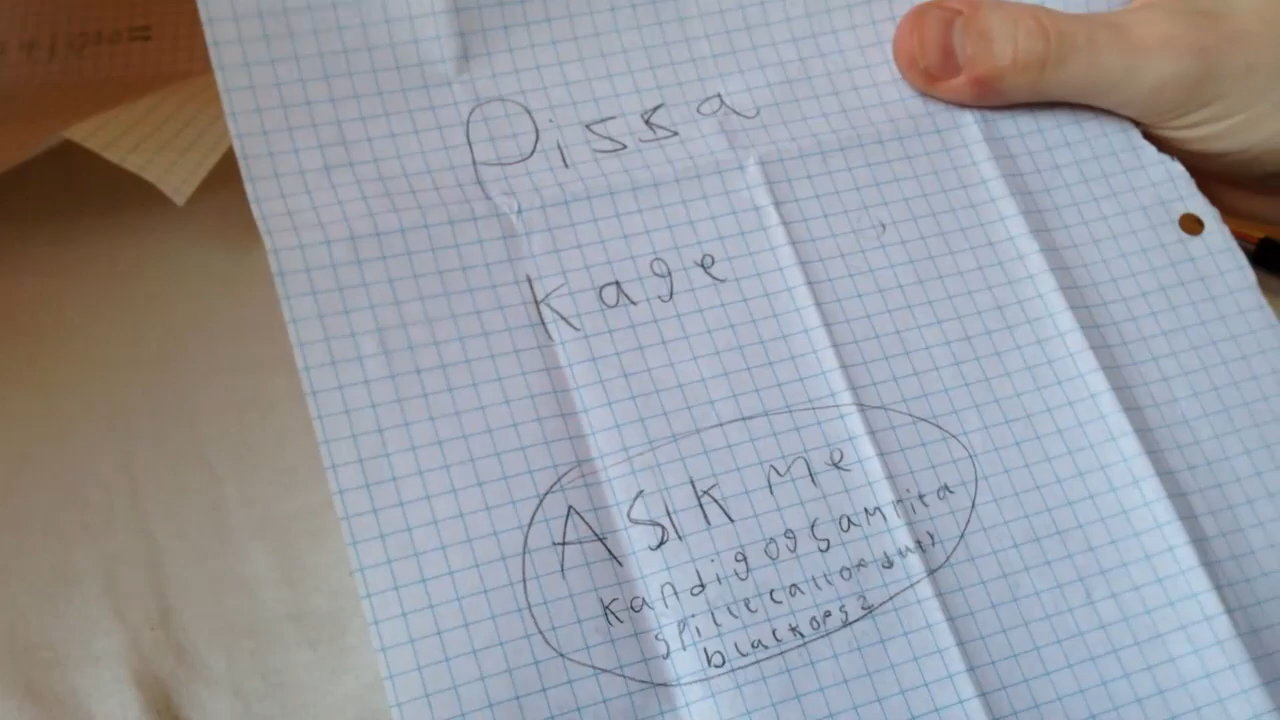 Pissa
kage
ASIK me
kandig og samrita
spille call of duty
blackops 2